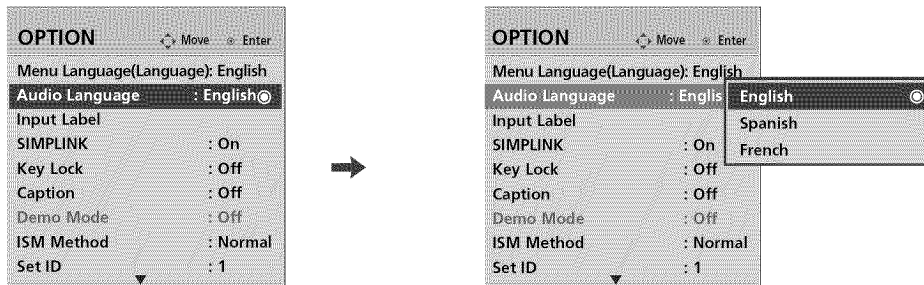 OPTION Move Enter
Menu Language(Language): English
Audio Language : English
Input Label
SIMPLINK : On
Key Lock : Off
Caption : Off
Demo Mode : Off
ISM Method : Normal
Set ID : 1
OPTION Move Enter
Menu Language(Language): English
Audio Language : Englis
Input Label
SIMPLINK : On
Key Lock : Off
Caption : Off
Demo Mode : Off
ISM Method : Normal
Set ID : 1
English
Spanish
French